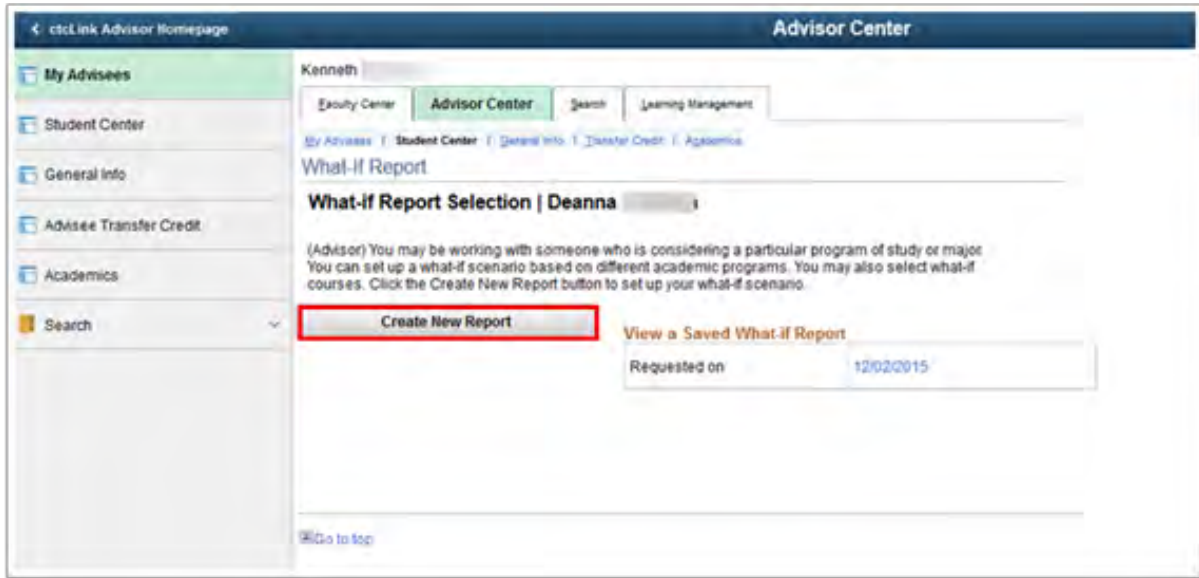 ctcLink Advisor Homepage
Advisor Center
My Advisees
Student Center
General Info
Advisee Transfer Credit
Academics
Search
Kenneth
Faculty Center
Advisor Center
Search
Learning Management
My Advisees | Student Center | General Info | Transfer Credit | Academics
What-If Report
What-if Report Selection | Deanna
(Advisor) You may be working with someone who is considering a particular program of study or major.
You can set up a what-if scenario based on different academic programs. You may also select what-if
courses. Click the Create New Report button to set up your what-if scenario.
Create New Report
View a Saved What-if Report
Requested on 12/02/2015
Go to top